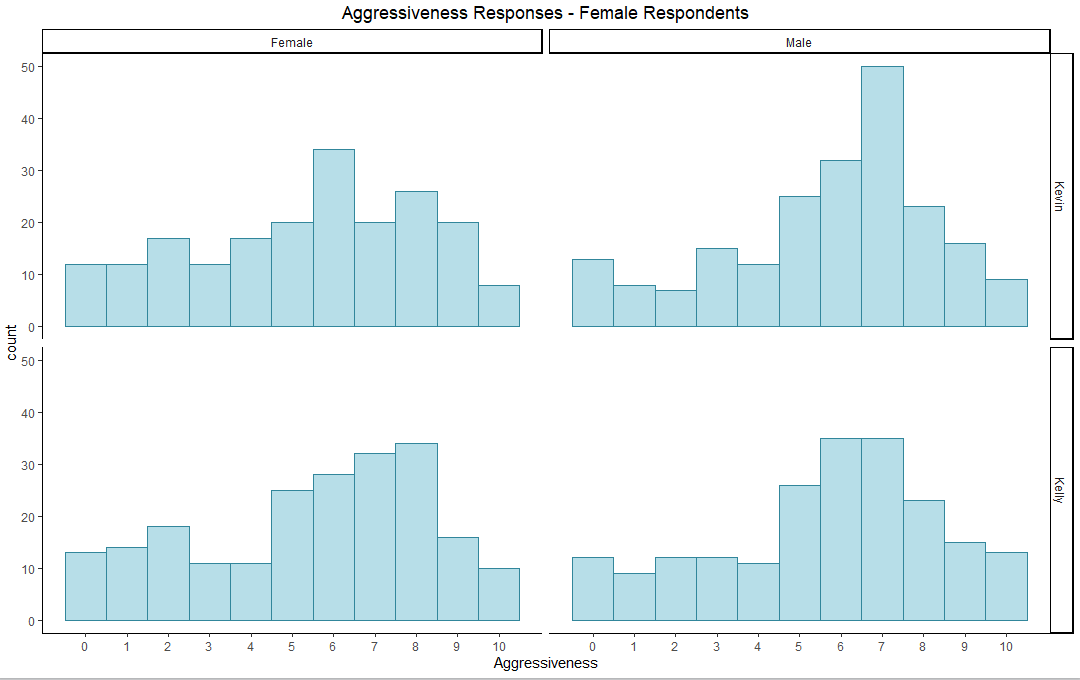 Aggressiveness Responses - Female Respondents
Female Male
50
40
30
20
10
0
Kevin
count
50
40
30
20
10
0
Kelly
0 1 2 3 4 5 6 7 8 9 10 0 1 2 3 4 5 6 7 8 9 10
Aggressiveness